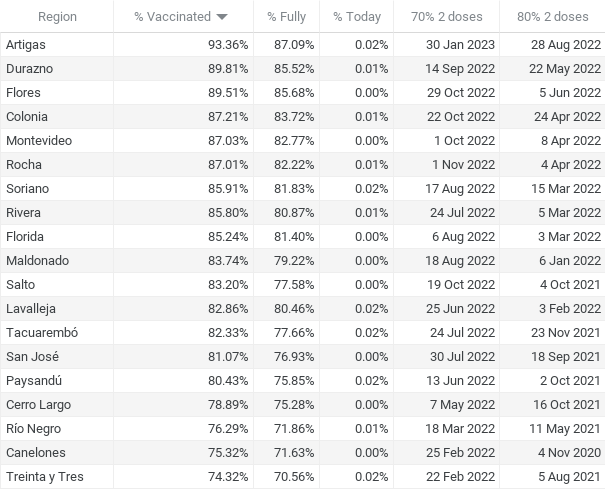 Region % Vaccinated % Fully % Today 70% 2 doses 80% 2 doses
Artigas 93.36% 87.09% 0.02% 30 Jan 2023 28 Aug 2022
Durazno 89.81% 85.52% 0.01% 14 Sep 2022 22 May 2022
Flores 89.51% 85.68% 0.00% 29 Oct 2022 5 Jun 2022
Colonia 87.21% 83.72% 0.01% 22 Oct 2022 24 Apr 2022
Montevideo 87.03% 82.77% 0.00% 1 Oct 2022 8 Apr 2022
Rocha 87.01% 82.22% 0.01% 1 Nov 2022 4 Apr 2022
Soriano 85.91% 81.83% 0.02% 17 Aug 2022 15 Mar 2022
Rivera 85.80% 80.87% 0.01% 24 Jul 2022 5 Mar 2022
Florida 85.24% 81.40% 0.00% 6 Aug 2022 3 Mar 2022
Maldonado 83.74% 79.22% 0.00% 18 Aug 2022 6 Jan 2022
Salto 83.20% 77.58% 0.00% 19 Oct 2022 4 Oct 2021
Lavalleja 82.86% 80.46% 0.02% 25 Jun 2022 3 Feb 2022
Tacuarembó 82.33% 77.66% 0.02% 24 Jul 2022 23 Nov 2021
San José 81.07% 76.93% 0.00% 30 Jul 2022 18 Sep 2021
Paysandú 80.43% 75.85% 0.02% 13 Jun 2022 2 Oct 2021
Cerro Largo 78.89% 75.28% 0.00% 7 May 2022 16 Oct 2021
Río Negro 76.29% 71.86% 0.01% 18 Mar 2022 11 May 2021
Canelones 75.32% 71.63% 0.00% 25 Feb 2022 4 Nov 2020
Treinta y Tres 74.32% 70.56% 0.02% 22 Feb 2022 5 Aug 2021